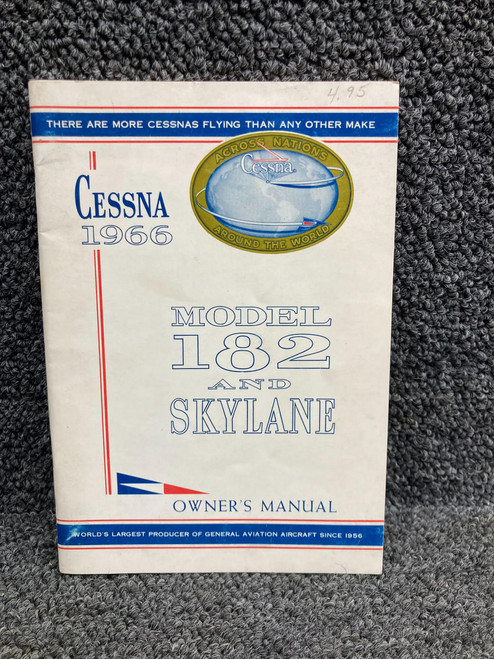 4.95
THERE ARE MORE CESSNAS FLYING THAN ANY OTHER MAKE
ACROSS NATIONS
Cessna
AROUND THE WORLD
CESSNA
1966
MODEL
182
AND
SKYLANE
OWNER'S MANUAL
WORLD'S LARGEST PRODUCER OF GENERAL AVIATION AIRCRAFT SINCE 1956